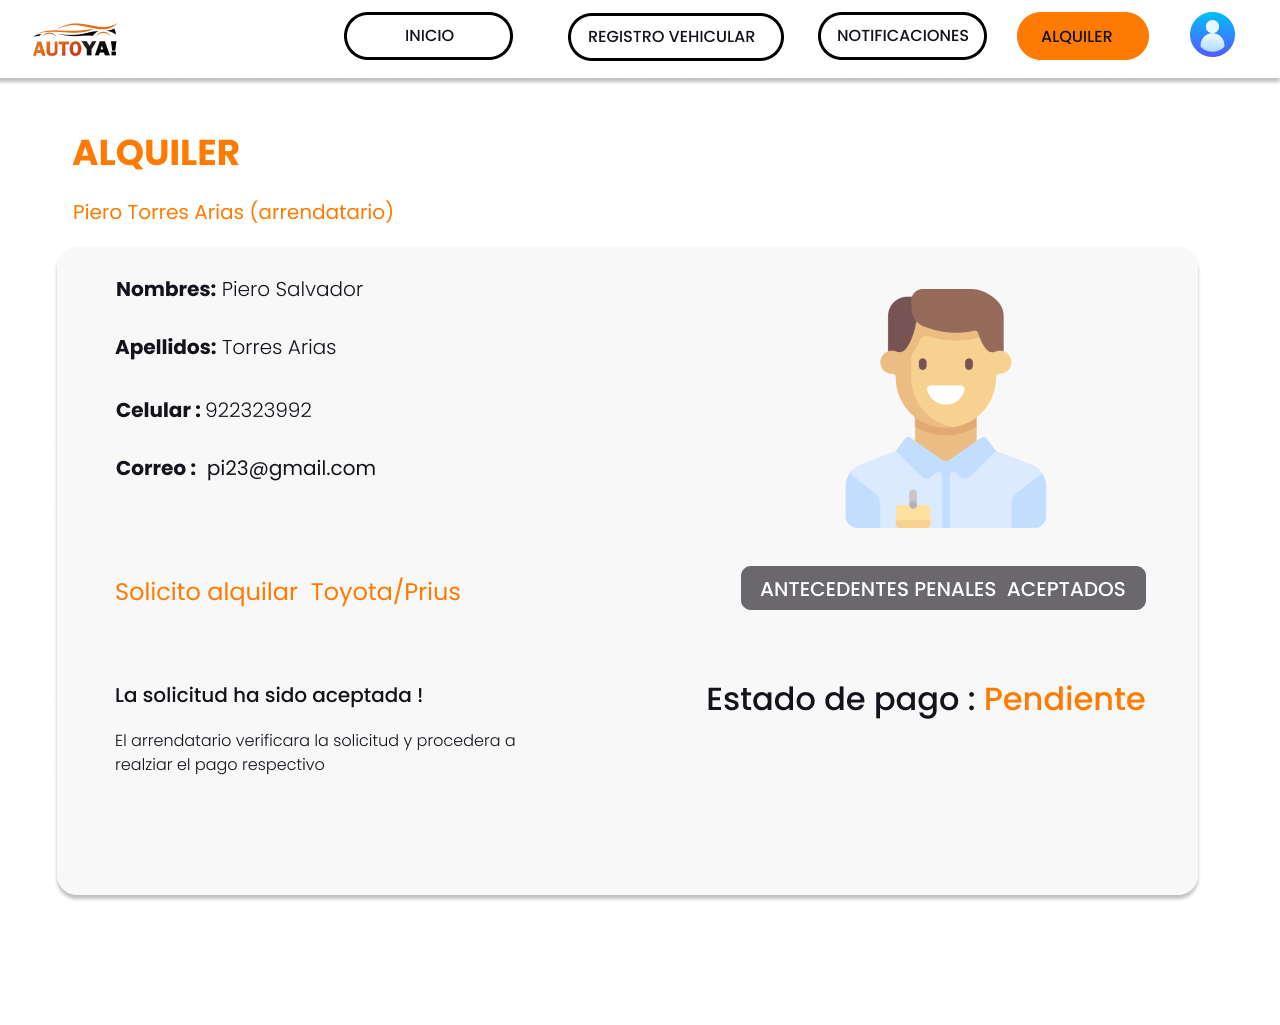 AUTOYA!
INICIO
REGISTRO VEHICULAR
NOTIFICACIONES
ALQUILER
ALQUILER
Piero Torres Arias (arrendatario)
Nombres: Piero Salvador
Apellidos: Torres Arias
Celular : 922323992
Correo : pi23@gmail.com
Solicito alquilar Toyota/Prius
ANTECEDENTES PENALES ACEPTADOS
La solicitud ha sido aceptada !
Estado de pago : Pendiente
El arrendatario verificara la solicitud y procedera a
realziar el pago respectivo